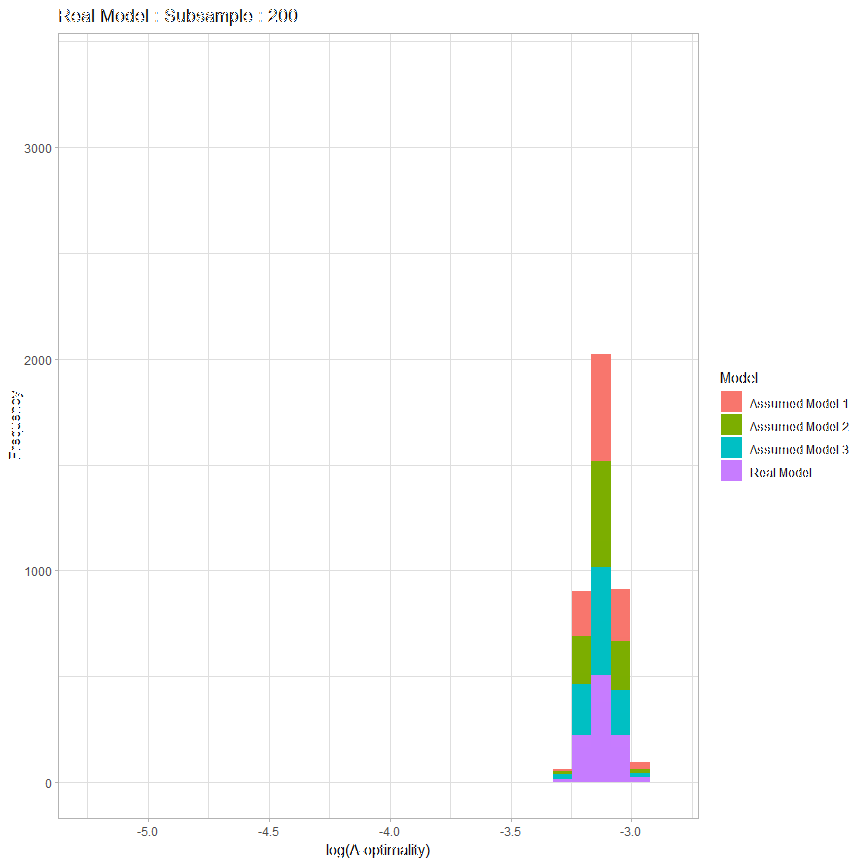 Real Model : Subsample : 200
3000
2000
1000
0
Frequency
-5.0
-4.5
-4.0
-3.5
-3.0
log(A-optimality)
Model
Assumed Model 1
Assumed Model 2
Assumed Model 3
Real Model